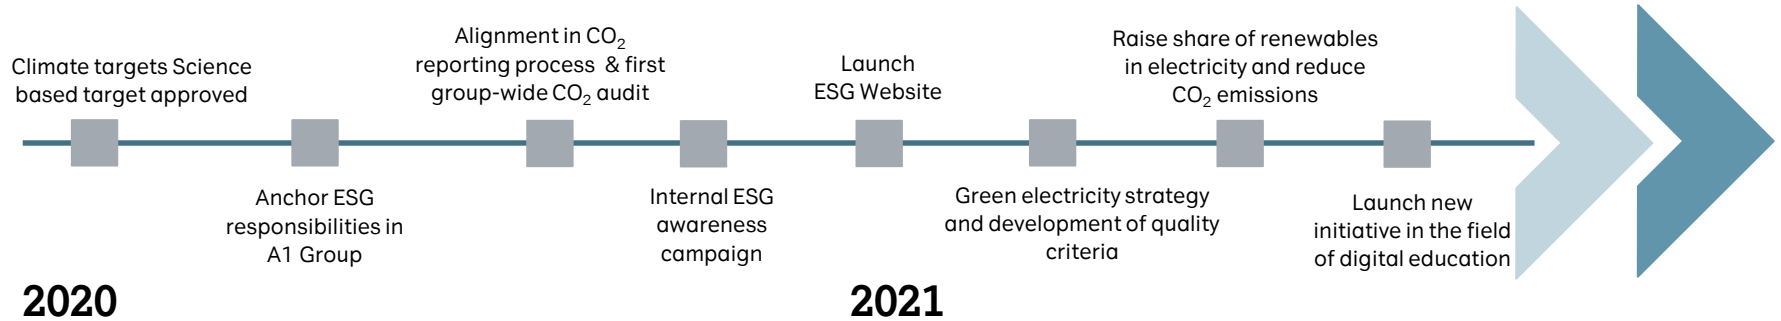 Climate targets Science
based target approved
Anchor ESG
responsibilities in
A1 Group
Alignment in CO₂
reporting process & first
group-wide CO₂ audit
Internal ESG
awareness
campaign
Launch
ESG Website
Green electricity strategy
and development of quality
criteria
Raise share of renewables
in electricity and reduce
CO₂ emissions
Launch new
initiative in the field
of digital education
2020
2021